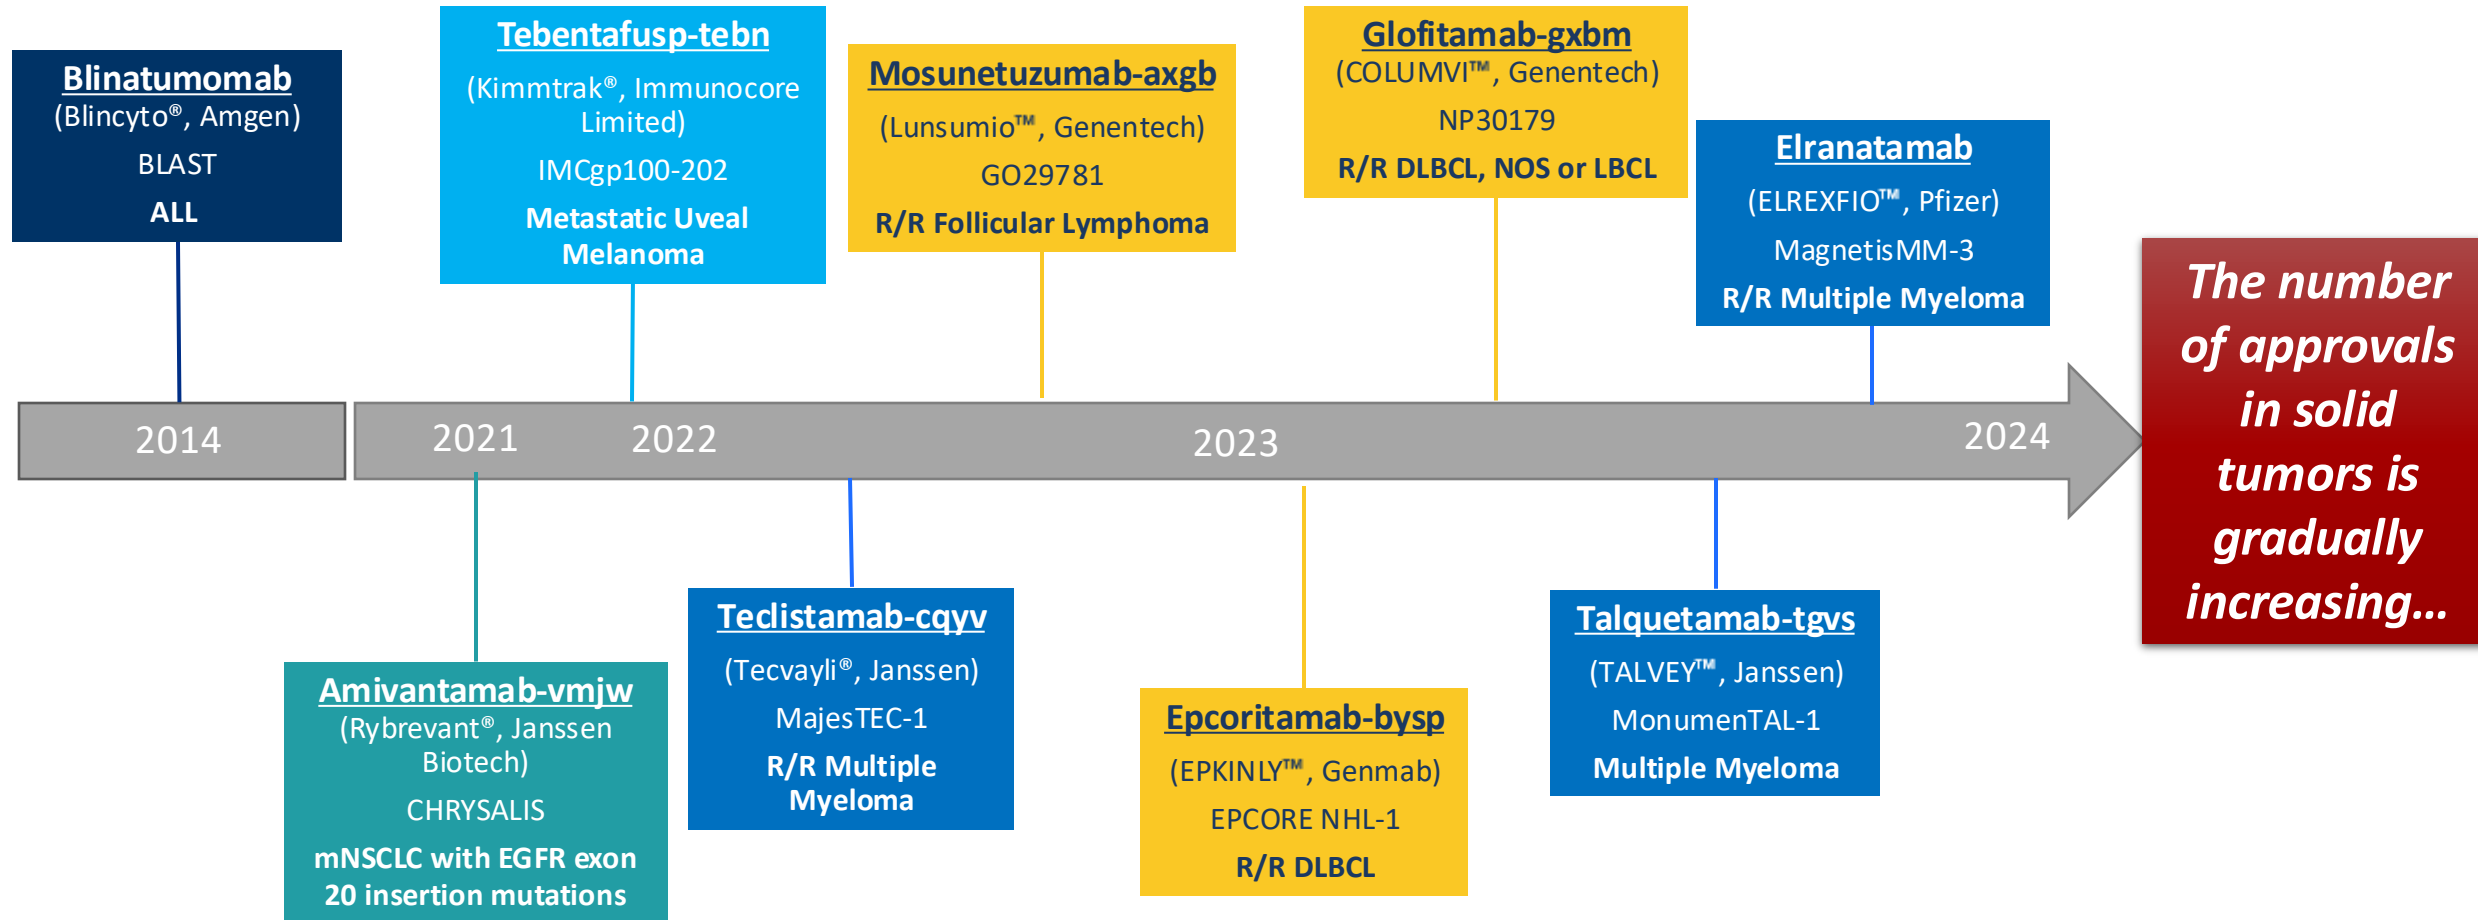 Blinatumomab
(Blincyto®, Amgen)
BLAST
ALL
Tebentafusp-tebn
(Kimmtrak®, Immunocore
Limited)
IMCgp100-202
Metastatic Uveal
Melanoma
Mosunetuzumab-axgb
(Lunsumio™, Genentech)
GO29781
R/R Follicular Lymphoma
Glofitamab-gxbm
(COLUMVI™, Genentech)
NP30179
R/R DLBCL, NOS or LBCL
Elranatamab
(ELREXFIO™, Pfizer)
MagnetisMM-3
R/R Multiple Myeloma
2014
2021
2022
2023
2024
The number
of approvals
in solid
tumors is
gradually
increasing...
Amivantamab-vmjw
(Rybrevant®, Janssen
Biotech)
CHRYSALIS
mNSCLC with EGFR exon
20 insertion mutations
Teclistamab-cqyv
(Tecvayli®, Janssen)
MajesTEC-1
R/R Multiple
Myeloma
Epcoritamab-bysp
(EPKINLY™, Genmab)
EPCORE NHL-1
R/R DLBCL
Talquetamab-tgvs
(TALVEY™, Janssen)
MonumenTAL-1
Multiple Myeloma